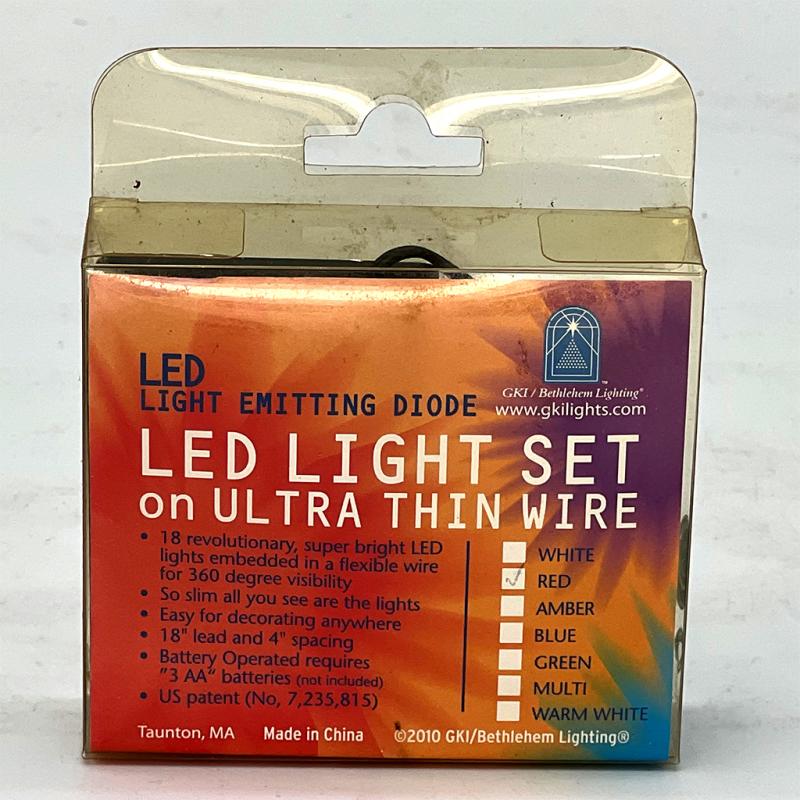 GKI / Bethlehem Lighting®
www.gkilights.com
LED
LIGHT EMITTING DIODE
LED LIGHT SET
on ULTRA THIN WIRE
• 18 revolutionary, super bright LED
lights embedded in a flexible wire
for 360 degree visibility
• So slim all you see are the lights
• Easy for decorating anywhere
• 18" lead and 4" spacing
• Battery Operated requires
"3 AA" batteries (not included)
• US patent (No, 7,235,815)
WHITE
✓ RED
AMBER
BLUE
GREEN
MULTI
WARM WHITE
Taunton, MA Made in China ©2010 GKI/Bethlehem Lighting®